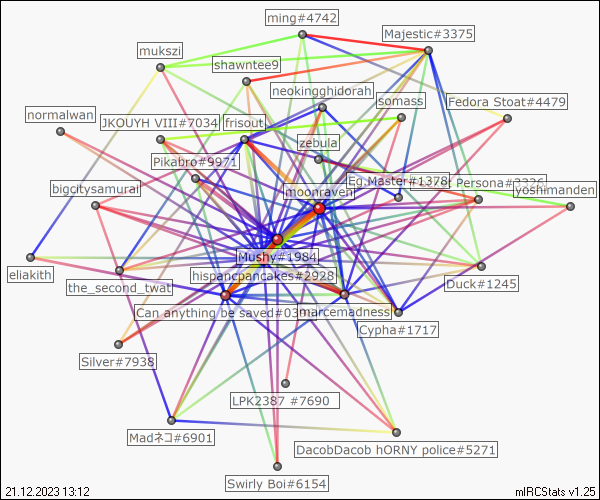 ming#4742
Majestic#3375
mukszi
shawntee9
neokingghidorah
somass
Fedora Stoat#4479
normalwan
JKOUYH VIII#7034
frisout
zebula
Pikabro#9971
Eg.Master#1378
Persona#3326
bigcitysamurai
moonraven
yoshimanden
Mushy#1984
eliakith
the_second_twat
hispancpancakes#2928
Duck#1245
Can anything be saved#03
marcemadness
Cypha#1717
Silver#7938
LPK2387 #7690
Madネコ#6901
DacobDacob hORNY police#5271
Swirly Boi#6154
21.12.2023 13:12
mIRCStats v1.25